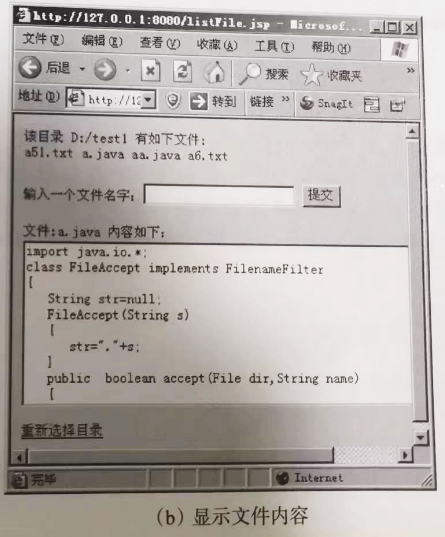 http://127.0.0.1:8080/listFile.jsp - Microsof...
文件(F) 编辑(E) 查看(V) 收藏(A) 工具(T) 帮助(H)
后退 搜索 收藏夹 »
地址(D) http://12 转到 链接 » SnagIt
该目录 D:/test1 有如下文件:
a51.txt a.java aa.java a6.txt
输入一个文件名字: 提交
文件:a.java 内容如下:
import java.io.*;
class FileAccept implements FilenameFilter
{
String str=null;
FileAccept(String s)
{
str="."+s;
}
public boolean accept(File dir,String name)
{
重新选择目录
完毕 Internet
(b) 显示文件内容